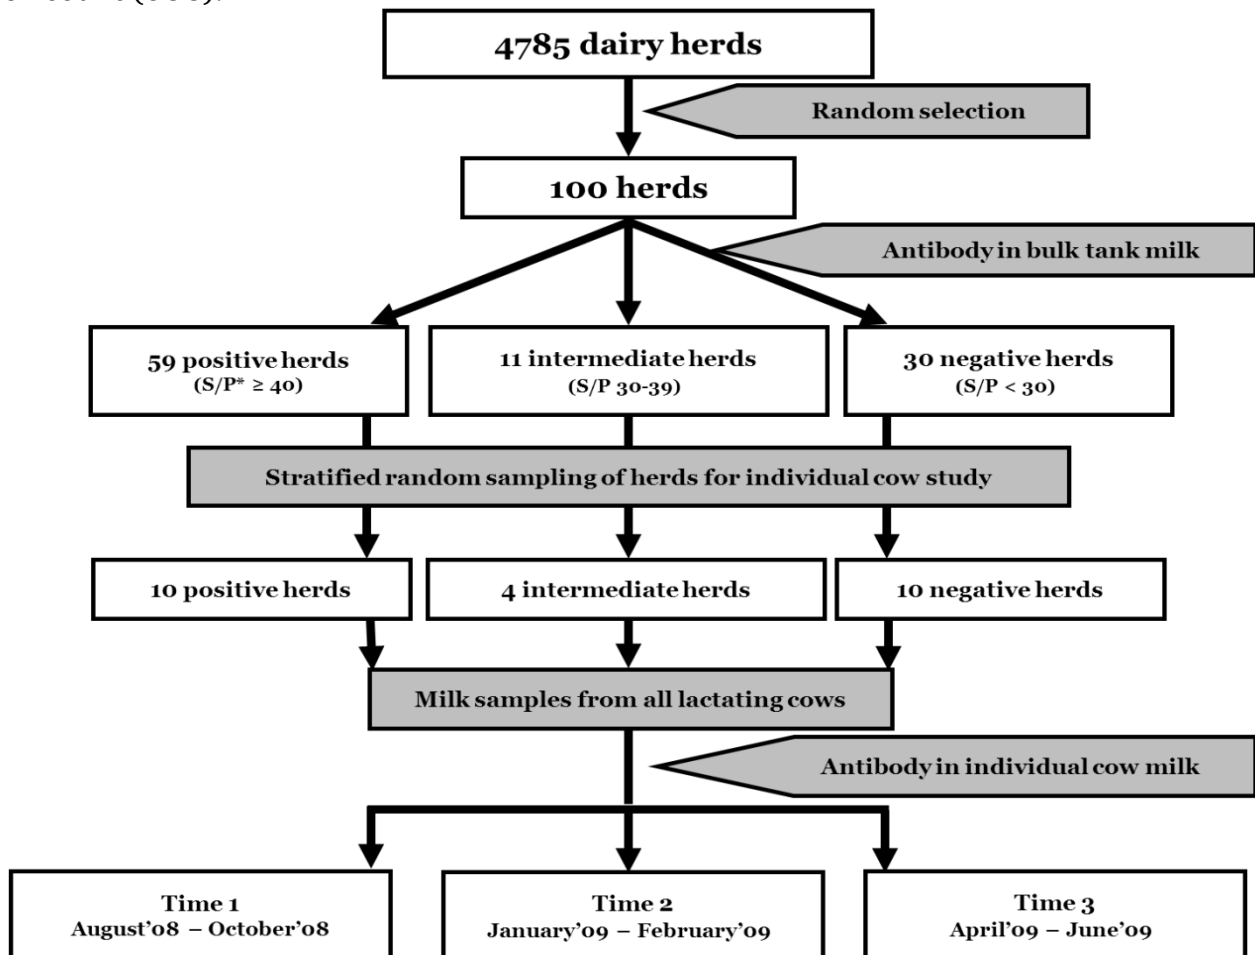 4785 dairy herds
Random selection
100 herds
Antibody in bulk tank milk
59 positive herds
(S/P* ≥ 40)
11 intermediate herds
(S/P 30-39)
30 negative herds
(S/P < 30)
Stratified random sampling of herds for individual cow study
10 positive herds
4 intermediate herds
10 negative herds
Milk samples from all lactating cows
Antibody in individual cow milk
Time 1
August’08 – October’08
Time 2
January’09 – February’09
Time 3
April’09 – June’09